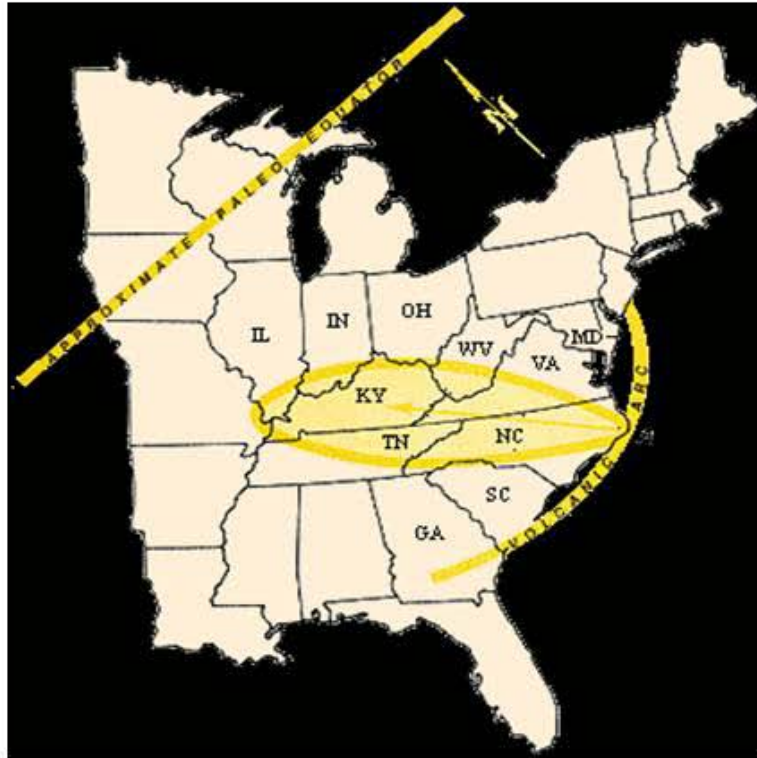 APPROXIMATE PALEO-EQUATOR
N
IL
IN
OH
WV
MD
VA
KY
TN
NC
SC
GA
VOLCANIC ARC